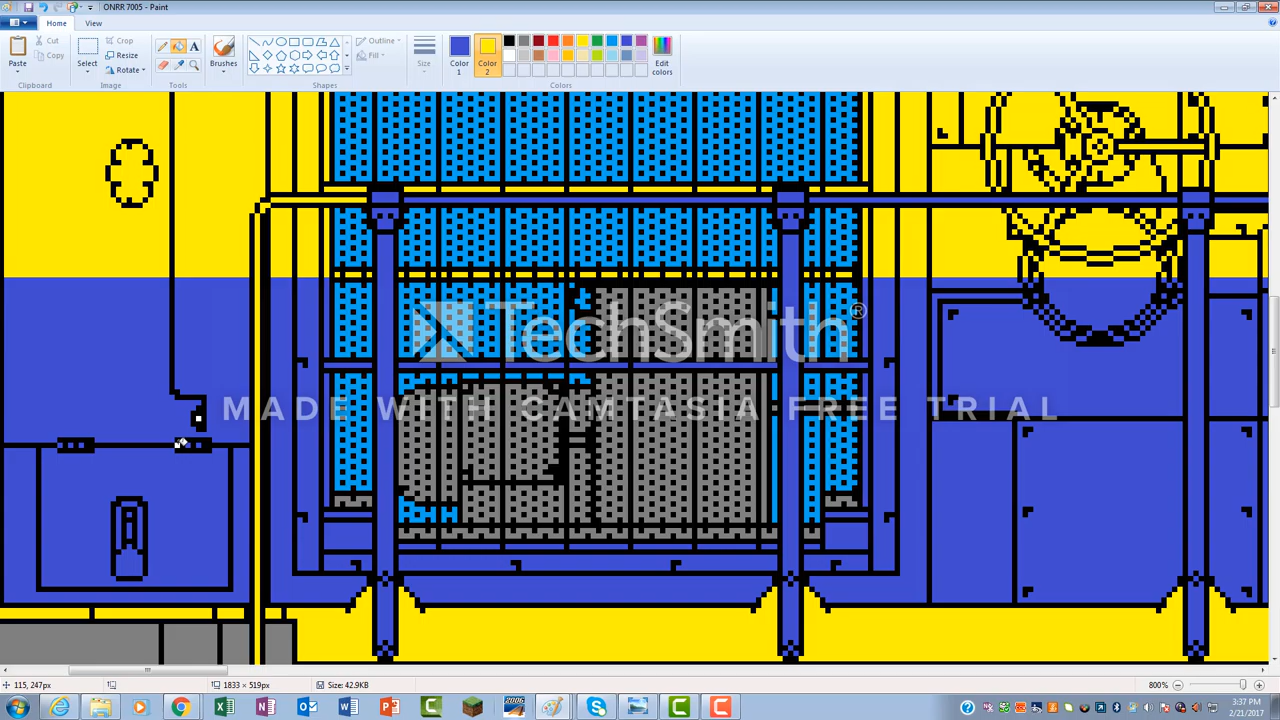 ONRR 7005 - Paint
Home View
Paste
Cut
Copy
Clipboard
Select
Crop
Resize
Rotate
Image
A
Tools
Brushes
Outline
Fill
Shapes
Size
Color 1
Color 2
Edit colors
Colors
TechSmith®
MADE WITH CAMTASIA FREE TRIAL
115, 247px
1833 × 519px
Size: 42.9KB
800%
2006
3:37 PM
2/21/2017